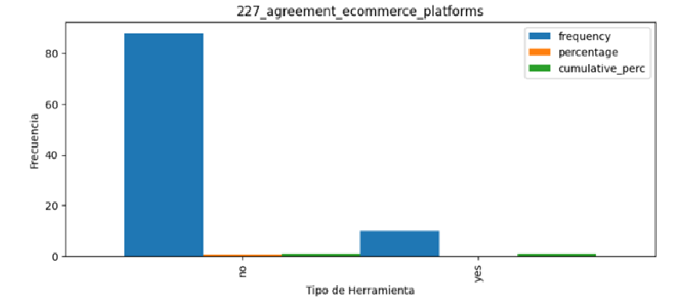 227_agreement_ecommerce_platforms
frequency
percentage
cumulative_perc
Frecuencia
80
60
40
20
0
no
yes
Tipo de Herramienta